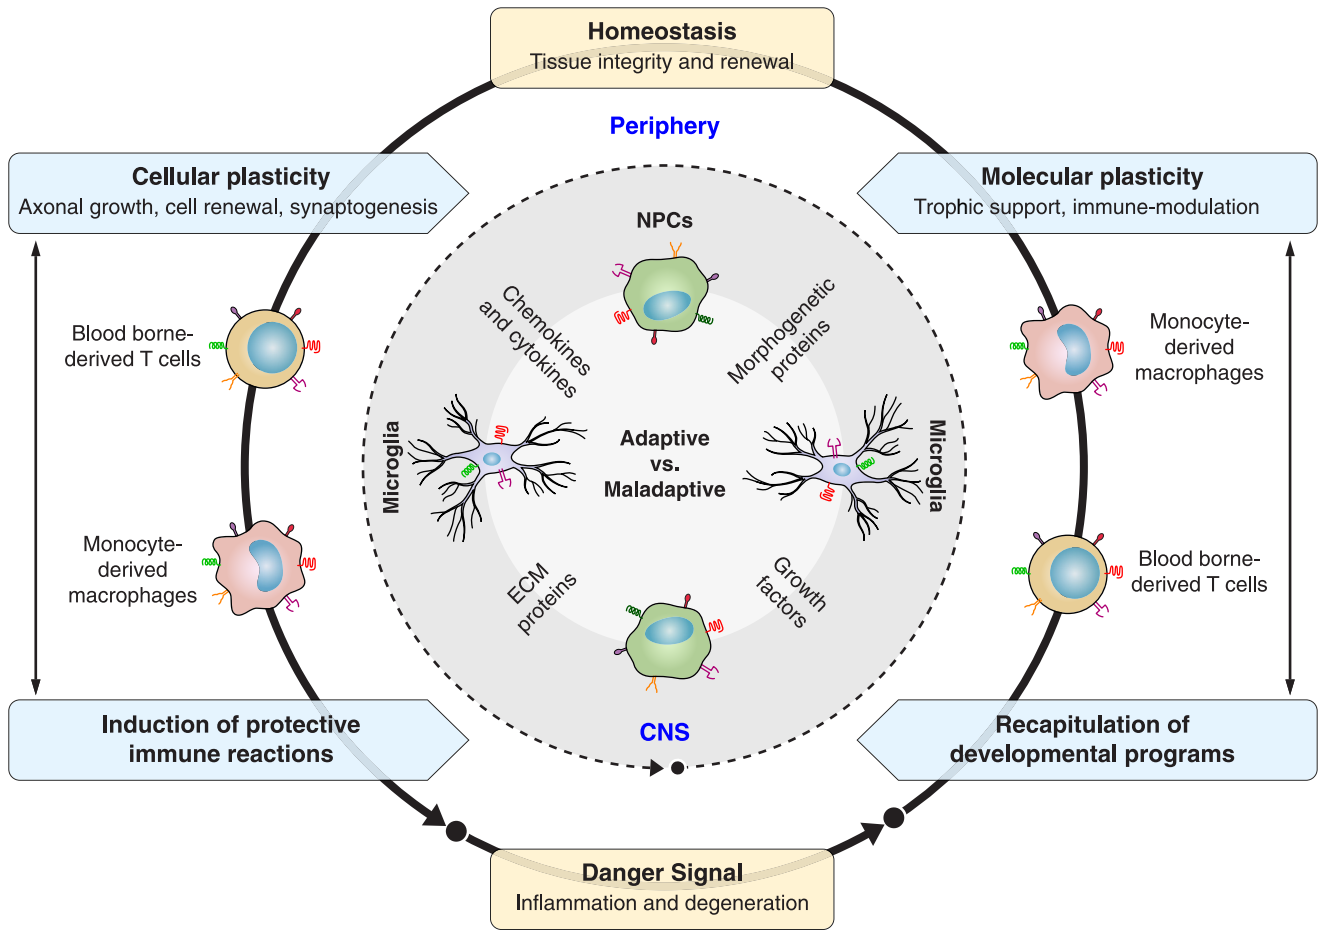 Homeostasis
Tissue integrity and renewal
Periphery
Cellular plasticity
Axonal growth, cell renewal, synaptogenesis
Molecular plasticity
Trophic support, immune-modulation
NPCs
Chemokines
and cytokines
Morphogenetic
proteins
Blood borne-
derived T cells
Monocyte-
derived
macrophages
Microglia
Adaptive
vs.
Maladaptive
Microglia
Monocyte-
derived
macrophages
Blood borne-
derived T cells
ECM
proteins
Growth
factors
CNS
Induction of protective
immune reactions
Recapitulation of
developmental programs
Danger Signal
Inflammation and degeneration